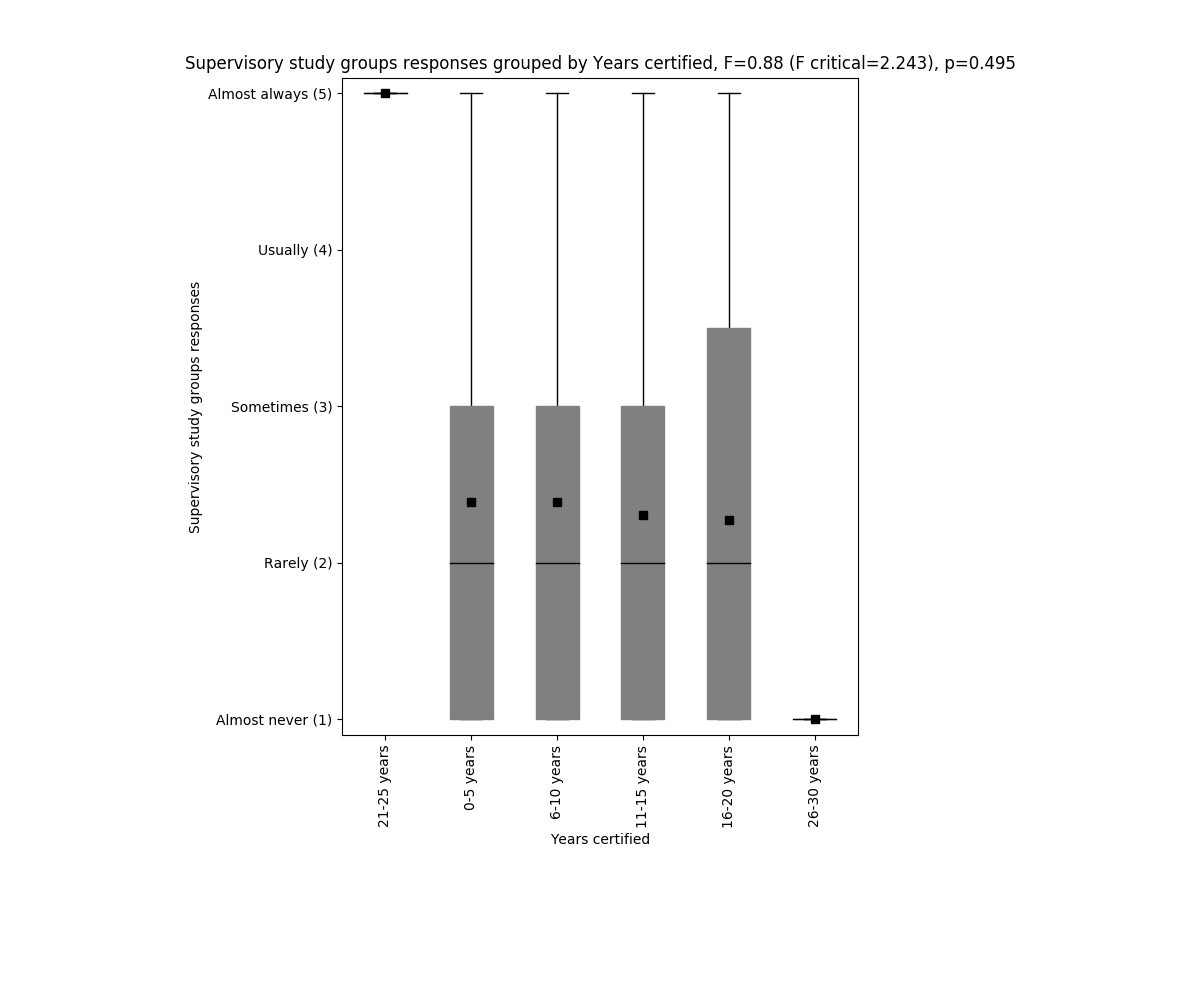 Supervisory study groups responses grouped by Years certified, F=0.88 (F critical=2.243), p=0.495
Almost always (5)
Usually (4)
Sometimes (3)
Rarely (2)
Almost never (1)
Supervisory study groups responses
21-25 years
0-5 years
6-10 years
11-15 years
16-20 years
26-30 years
Years certified